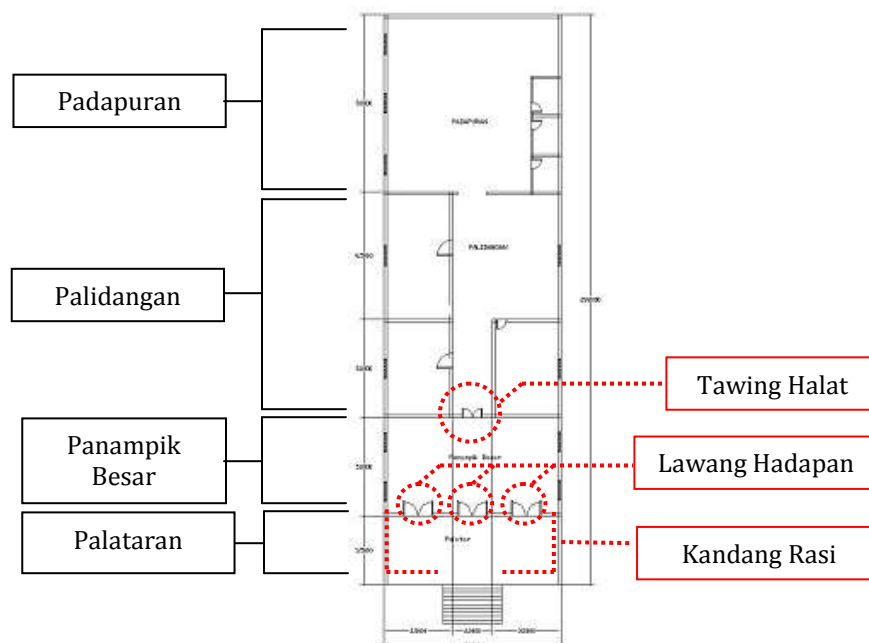 Padapuran
PADAPURAN
Palidangan
PALIDANGAN
Tawing Halat
Panampik
Besar
Panampik Besar
Lawang Hadapan
Palataran
Palatar
Kandang Rasi